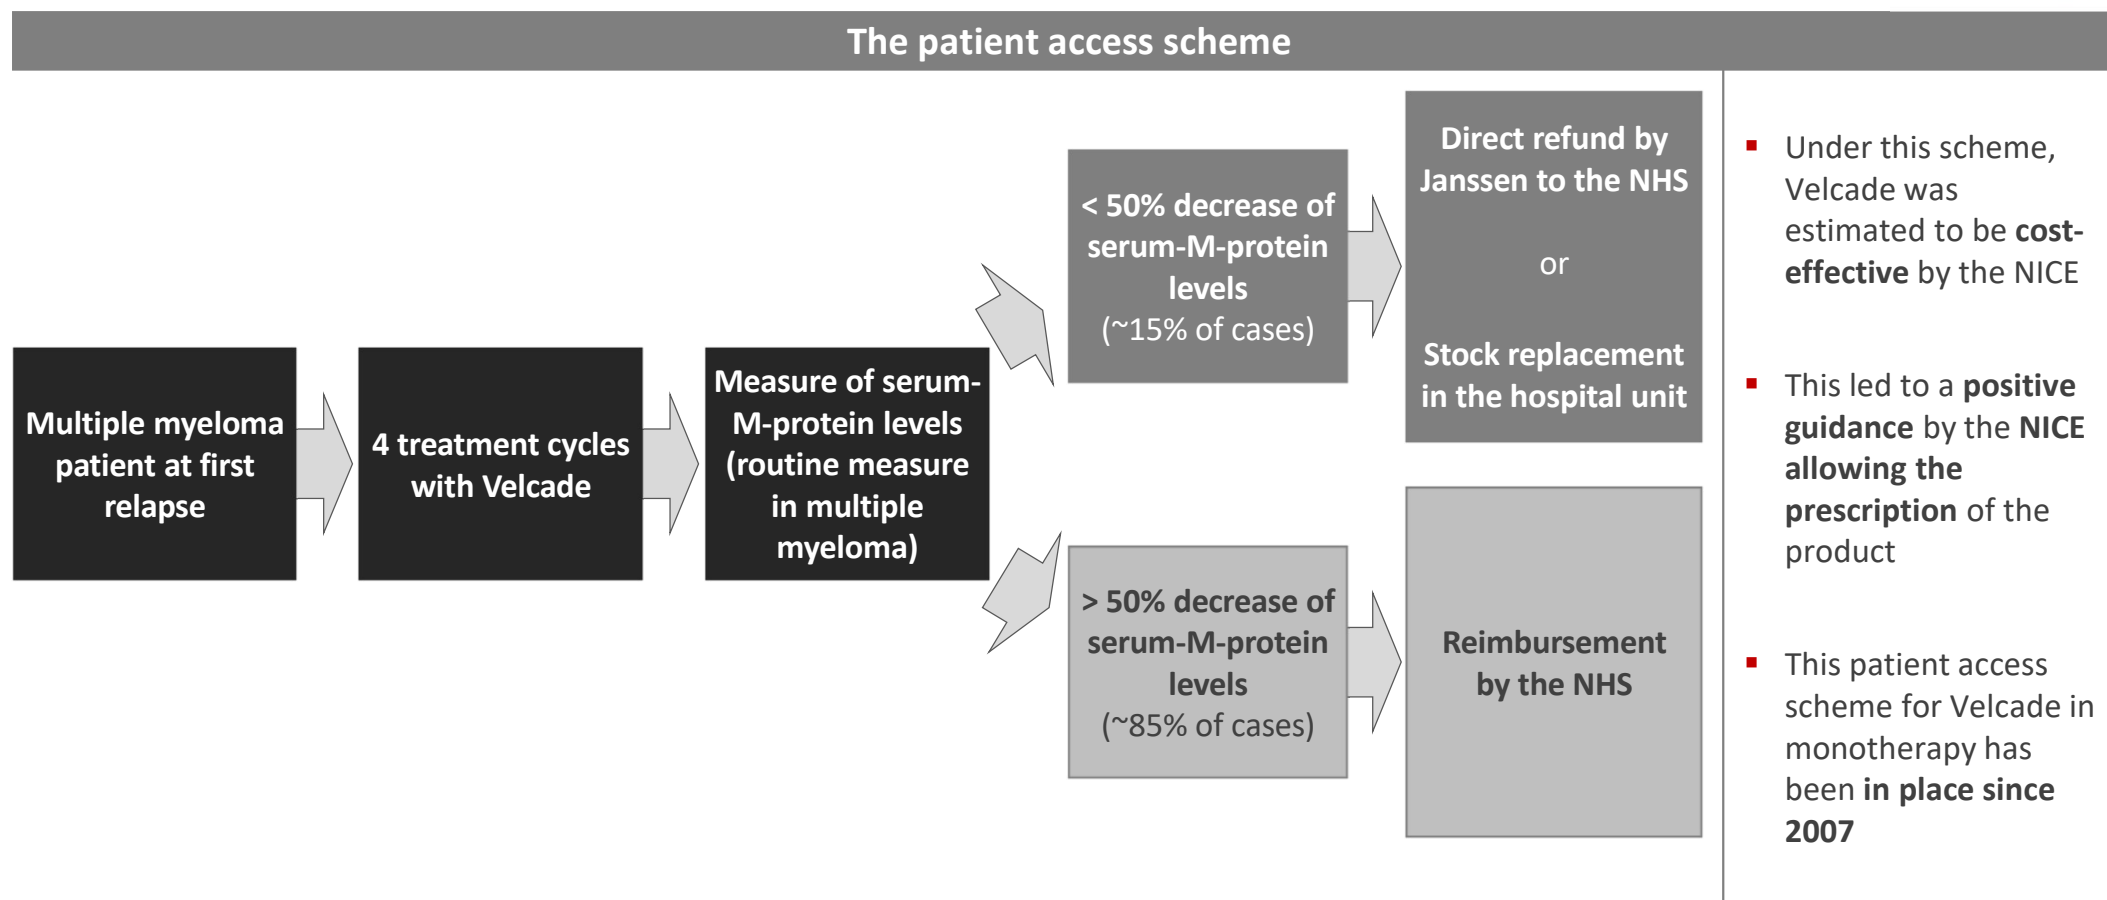 The patient access scheme
Multiple myeloma
patient at first
relapse
4 treatment cycles
with Velcade
Measure of serum-
M-protein levels
(routine measure
in multiple
myeloma)
< 50% decrease of
serum-M-protein
levels
(~15% of cases)
Direct refund by
Janssen to the NHS
or
Stock replacement
in the hospital unit
> 50% decrease of
serum-M-protein
levels
(~85% of cases)
Reimbursement
by the NHS
▪ Under this scheme,
Velcade was
estimated to be cost-
effective by the NICE
▪ This led to a positive
guidance by the NICE
allowing the
prescription of the
product
▪ This patient access
scheme for Velcade in
monotherapy has
been in place since
2007